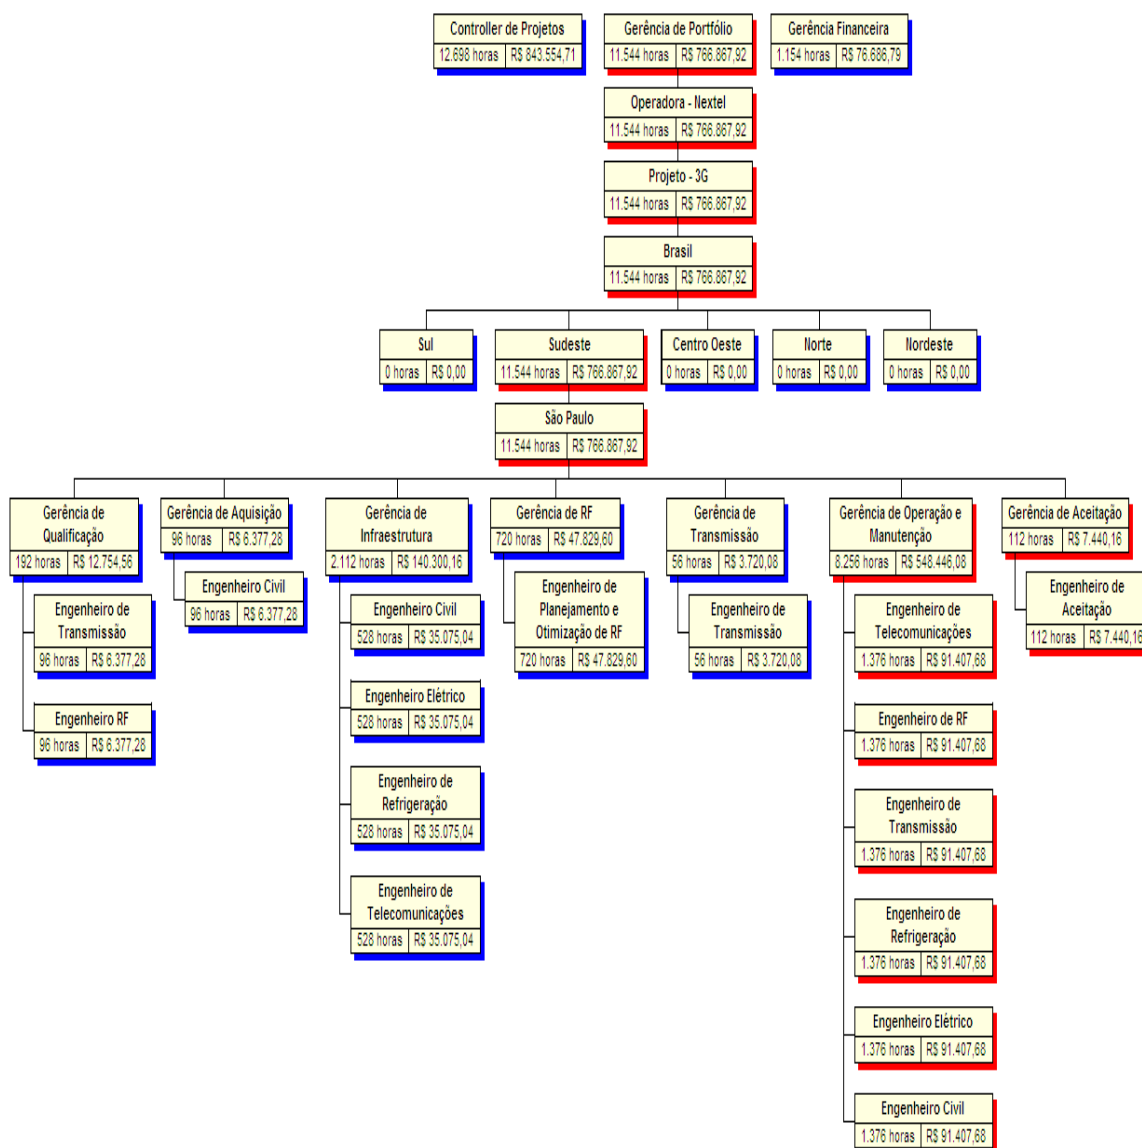 Controller de Projetos
12.698 horas R$ 843.554,71
Gerência de Portfólio
11.544 horas R$ 766.867,92
Gerência Financeira
1.154 horas R$ 76.686,79
Operadora - Nextel
11.544 horas R$ 766.867,92
Projeto - 3G
11.544 horas R$ 766.867,92
Brasil
11.544 horas R$ 766.867,92
Sul
0 horas R$ 0,00
Sudeste
11.544 horas R$ 766.867,92
Centro Oeste
0 horas R$ 0,00
Norte
0 horas R$ 0,00
Nordeste
0 horas R$ 0,00
São Paulo
11.544 horas R$ 766.867,92
Gerência de
Qualificação
192 horas R$ 12.754,56
Engenheiro de
Transmissão
96 horas R$ 6.377,28
Engenheiro RF
96 horas R$ 6.377,28
Gerência de Aquisição
96 horas R$ 6.377,28
Engenheiro Civil
96 horas R$ 6.377,28
Gerência de
Infraestrutura
2.112 horas R$ 140.300,16
Engenheiro Civil
528 horas R$ 35.075,04
Engenheiro Elétrico
528 horas R$ 35.075,04
Engenheiro de
Refrigeração
528 horas R$ 35.075,04
Engenheiro de
Telecomunicações
528 horas R$ 35.075,04
Gerência de RF
720 horas R$ 47.829,60
Engenheiro de
Planejamento e
Otimização de RF
720 horas R$ 47.829,60
Gerência de
Transmissão
56 horas R$ 3.720,08
Engenheiro de
Transmissão
56 horas R$ 3.720,08
Gerência de Operação e
Manutenção
8.256 horas R$ 548.446,08
Engenheiro de
Telecomunicações
1.376 horas R$ 91.407,68
Engenheiro de RF
1.376 horas R$ 91.407,68
Engenheiro de
Transmissão
1.376 horas R$ 91.407,68
Engenheiro de
Refrigeração
1.376 horas R$ 91.407,68
Engenheiro Elétrico
1.376 horas R$ 91.407,68
Engenheiro Civil
1.376 horas R$ 91.407,68
Gerência de Aceitação
112 horas R$ 7.440,16
Engenheiro de
Aceitação
112 horas R$ 7.440,16